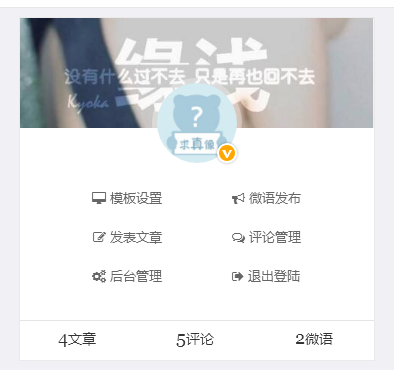 缘浅
没有什么过不去 只是再也回不去
Kyoka
?
求真像
V
模板设置 微语发布
发表文章 评论管理
后台管理 退出登陆
4文章 5评论 2微语